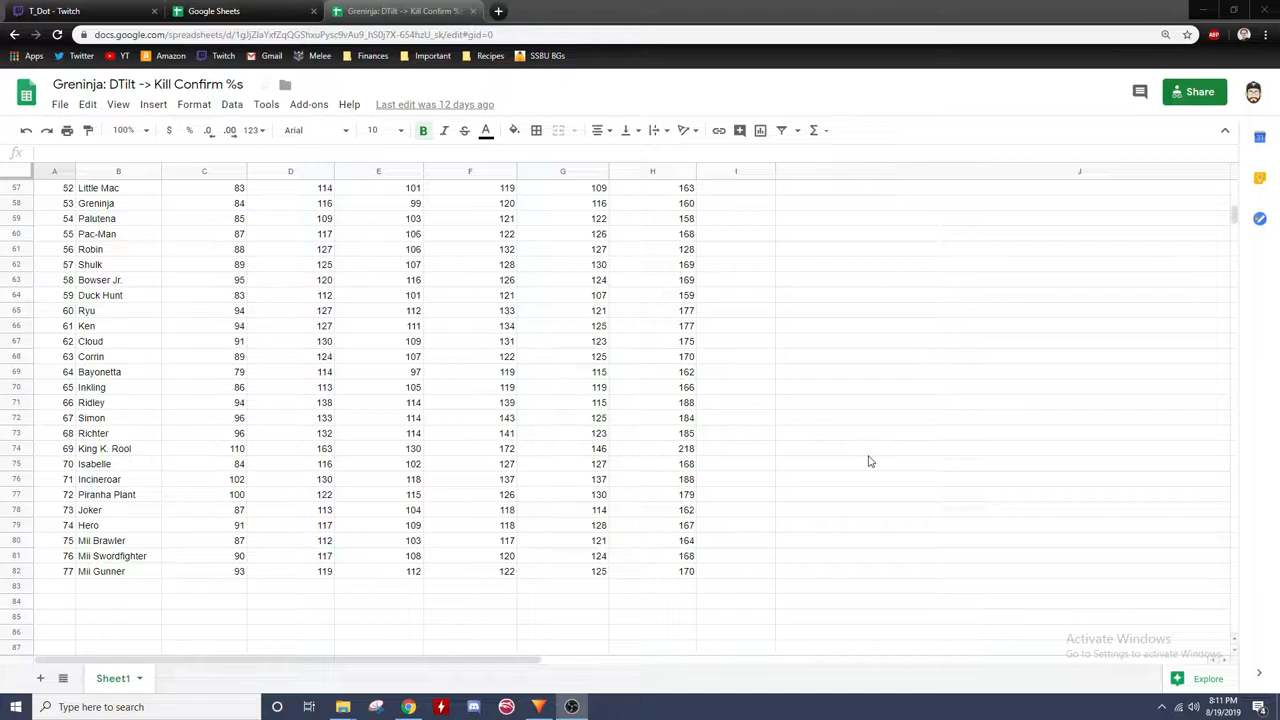 T_Dot - Twitch
Google Sheets
Greninja: DTilt -> Kill Confirm %s
docs.google.com/spreadsheets/d/1gJjZlaYxfZqQGShxuPysc9vAu9_hS0j7X-654hzU_sk/edit#gid=0
Apps Twitter YT Amazon Twitch Gmail Melee Finances Important Recipes SSBU BGs
Greninja: DTilt -> Kill Confirm %s
File Edit View Insert Format Data Tools Add-ons Help Last edit was 12 days ago
Share
100% $ % .0 .00 123 Arial 10 B I S A
fx
A B C D E F G H I J
57 52 Little Mac 83 114 101 119 109 163
58 53 Greninja 84 116 99 120 116 160
59 54 Palutena 85 109 103 121 122 158
60 55 Pac-Man 87 117 106 122 126 168
61 56 Robin 88 127 106 132 127 128
62 57 Shulk 89 125 107 128 130 169
63 58 Bowser Jr. 95 120 116 126 124 169
64 59 Duck Hunt 83 112 101 121 107 159
65 60 Ryu 94 127 112 133 121 177
66 61 Ken 94 127 111 134 125 177
67 62 Cloud 91 130 109 131 123 175
68 63 Corrin 89 124 107 122 125 170
69 64 Bayonetta 79 114 97 119 115 162
70 65 Inkling 86 113 105 119 119 166
71 66 Ridley 94 138 114 139 115 188
72 67 Simon 96 133 114 143 125 184
73 68 Richter 96 132 114 141 123 185
74 69 King K. Rool 110 163 130 172 146 218
75 70 Isabelle 84 116 102 127 127 168
76 71 Incineroar 102 130 118 137 137 188
77 72 Piranha Plant 100 122 115 126 130 179
78 73 Joker 87 113 104 118 114 162
79 74 Hero 91 117 109 118 128 167
80 75 Mii Brawler 87 112 103 117 121 164
81 76 Mii Swordfighter 90 117 108 120 124 168
82 77 Mii Gunner 93 119 112 122 125 170
83
84
85
86
87
Activate Windows
Go to Settings to activate Windows.
Sheet1
Explore
Type here to search
8:11 PM
8/19/2019